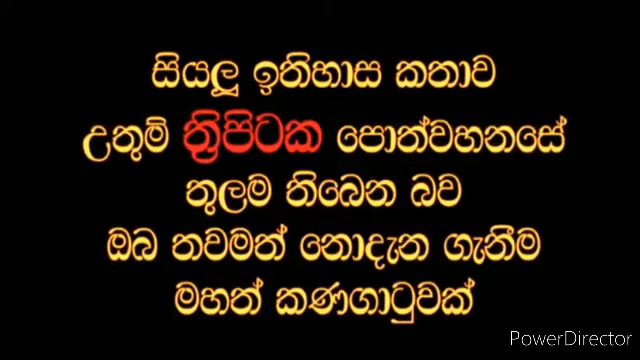 සියලූ ඉතිහාස කතාව
උතුම් ත්‍රිපිටක පොත්වහනසේ
තුලම තිබෙන බව
ඔබ තවමත් නොදැන ගැනීම
මහත් කණගාටුවක්
PowerDirector